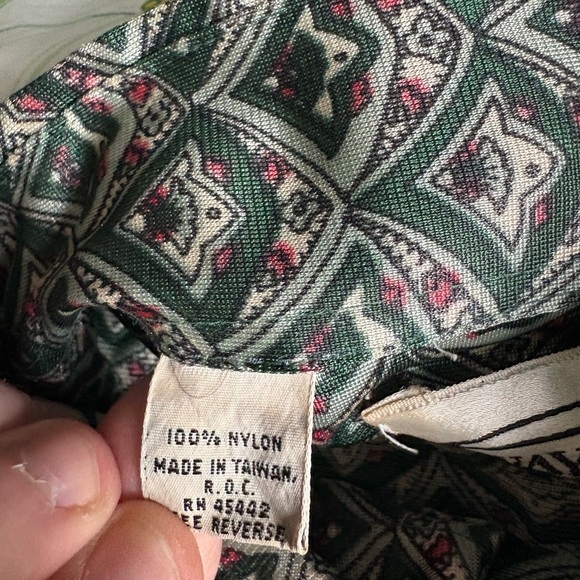 100% NYLON
MADE IN TAIWAN,
R.O.C.
RN 45442
SEE REVERSE